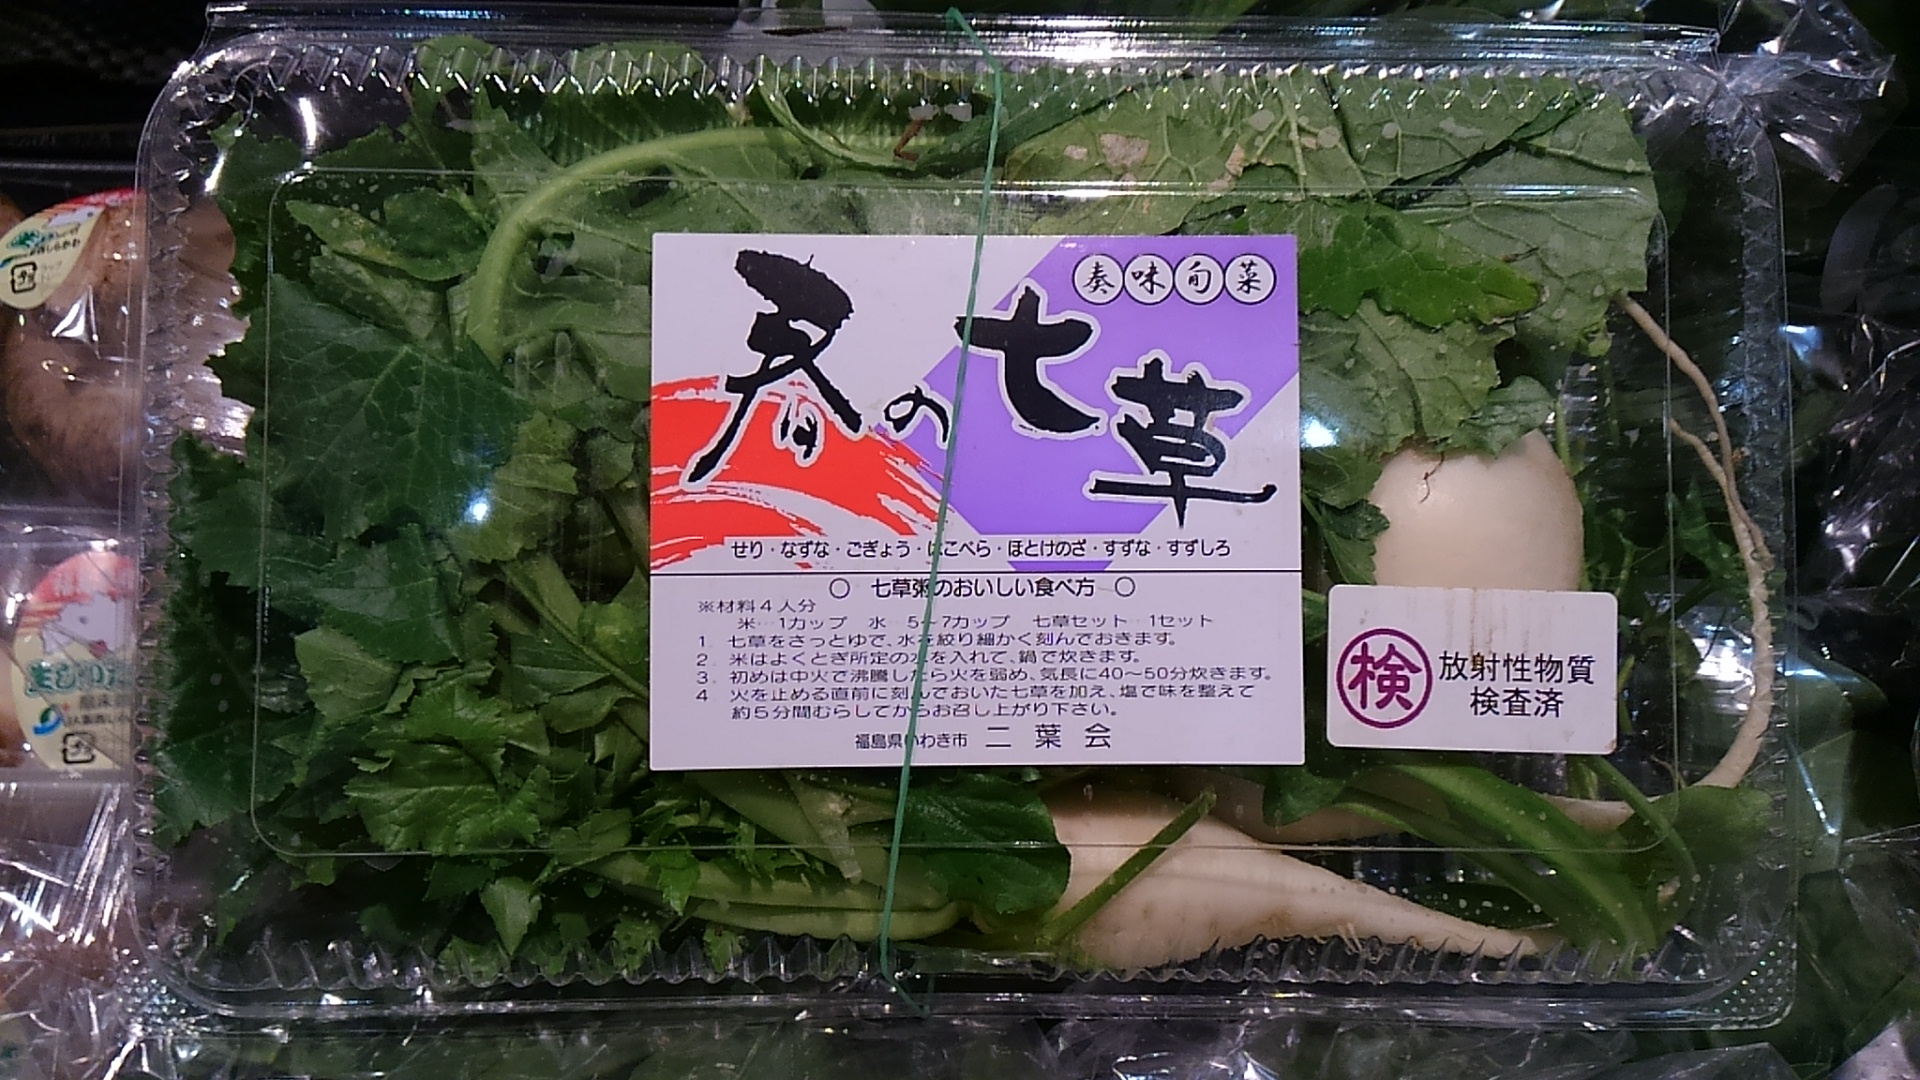 奏味旬菜
春の七草
せり・なずな・ごぎょう・はこべら・ほとけのざ・すずな・すずしろ
○ 七草粥のおいしい食べ方 ○
※材料4人分
米…1カップ 水…5~7カップ 七草セット…1セット
1. 七草をさっとゆで、水を絞り細かく刻んでおきます。
2. 米はよくとぎ所定の水を入れて、鍋で炊きます。
3. 初めは中火で沸騰したら火を弱め、気長に40〜50分炊きます。
4 火を止める直前に刻んでおいた七草を加え、塩で味を整えて
約5分間むらしてからお召し上がり下さい。
福島県いわき市 二葉会
検 放射性物質
検査済